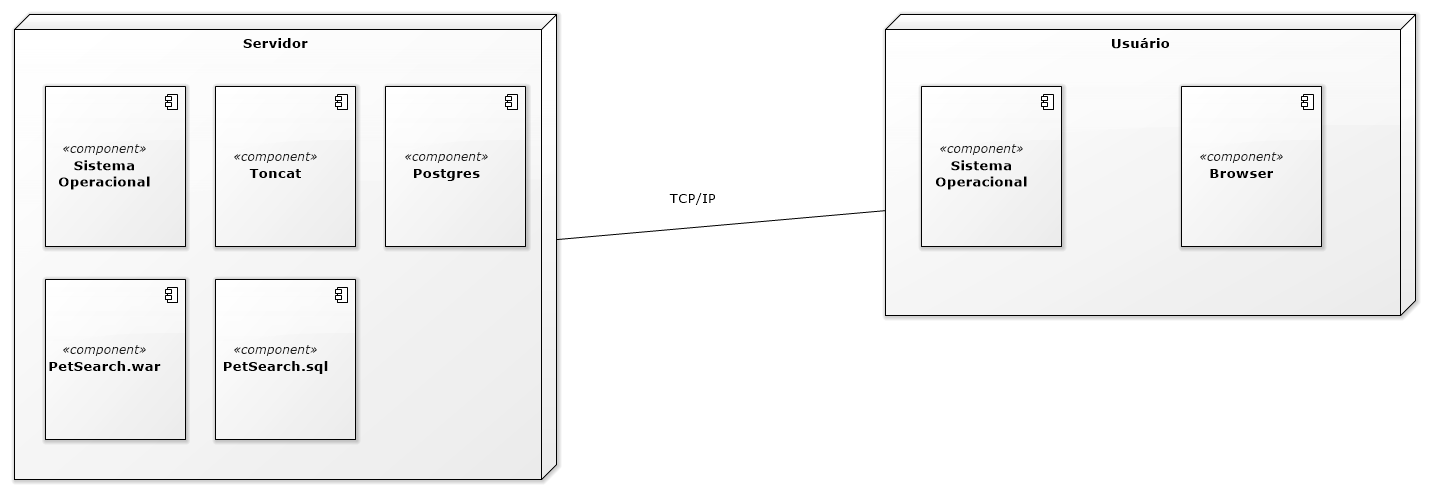 Servidor
«component»
Sistema
Operacional
«component»
Toncat
«component»
Postgres
«component»
PetSearch.war
«component»
PetSearch.sql
TCP/IP
Usuário
«component»
Sistema
Operacional
«component»
Browser